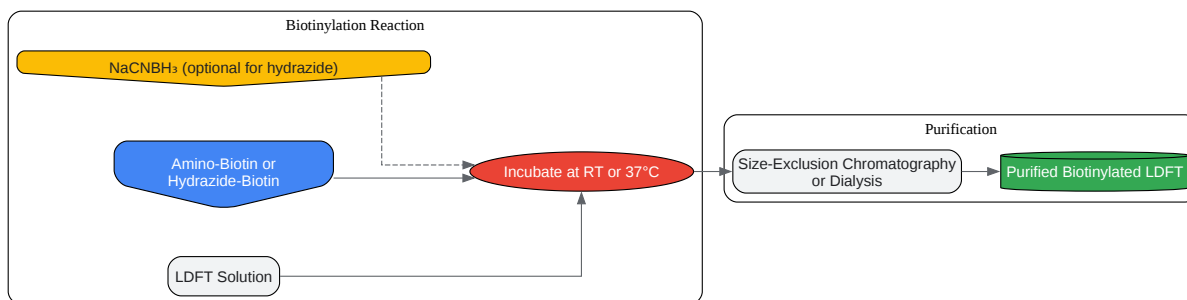 Biotinylation Reaction
NaCNBH₃ (optional for hydrazide)
Amino-Biotin or
Hydrazide-Biotin
Incubate at RT or 37°C
LDFT Solution
Purification
Size-Exclusion Chromatography
or Dialysis
Purified Biotinylated LDFT